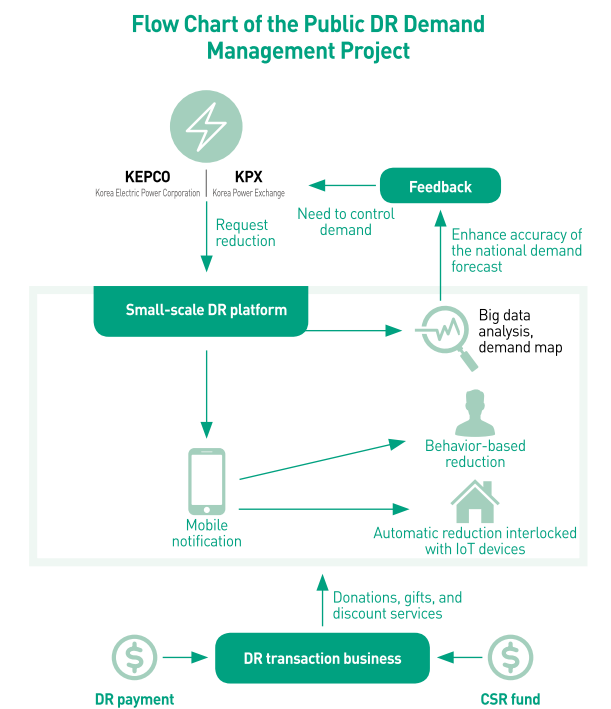 Flow Chart of the Public DR Demand
Management Project
KEPCO
Korea Electric Power Corporation
KPX
Korea Power Exchange
Feedback
Need to control
demand
Request
reduction
Enhance accuracy of
the national demand
forecast
Small-scale DR platform
Big data
analysis,
demand map
Behavior-based
reduction
Mobile
notification
Automatic reduction interlocked
with IoT devices
Donations, gifts, and
discount services
$
DR transaction business
$
DR payment
CSR fund